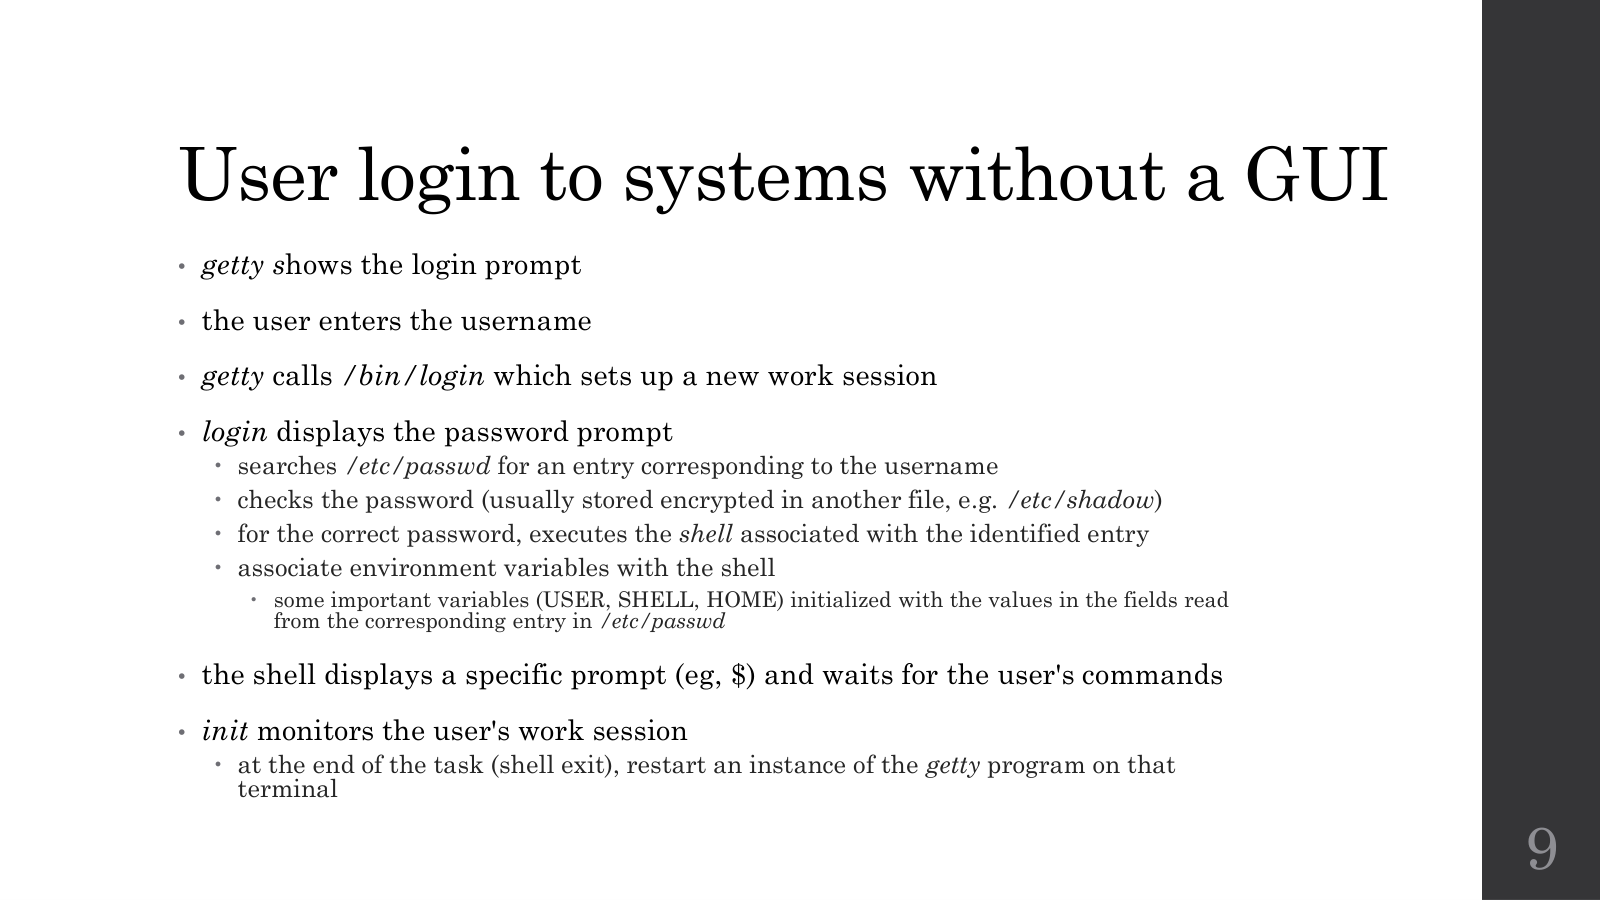 User login to systems without a GUI
• getty shows the login prompt
• the user enters the username
• getty calls /bin/login which sets up a new work session
• login displays the password prompt
• searches /etc/passwd for an entry corresponding to the username
• checks the password (usually stored encrypted in another file, e.g. /etc/shadow)
• for the correct password, executes the shell associated with the identified entry
• associate environment variables with the shell
• some important variables (USER, SHELL, HOME) initialized with the values in the fields read
from the corresponding entry in /etc/passwd
• the shell displays a specific prompt (eg, $) and waits for the user's commands
• init monitors the user's work session
• at the end of the task (shell exit), restart an instance of the getty program on that
terminal
9